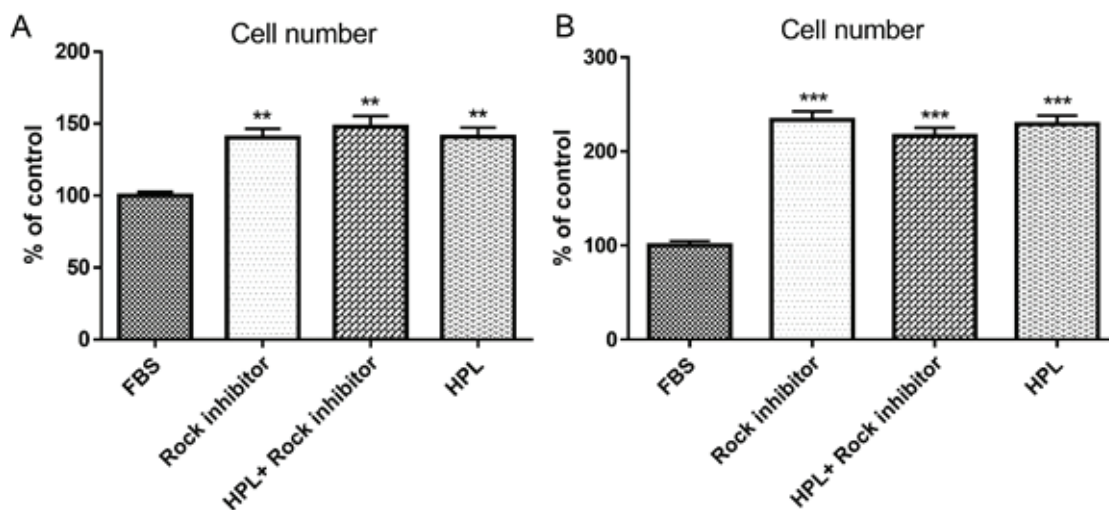 A
Cell number
% of control
200
150
100
50
0
**
**
**
FBS
Rock inhibitor
HPL+ Rock inhibitor
HPL
B
Cell number
% of control
300
200
100
0
***
***
***
FBS
Rock inhibitor
HPL+ Rock inhibitor
HPL